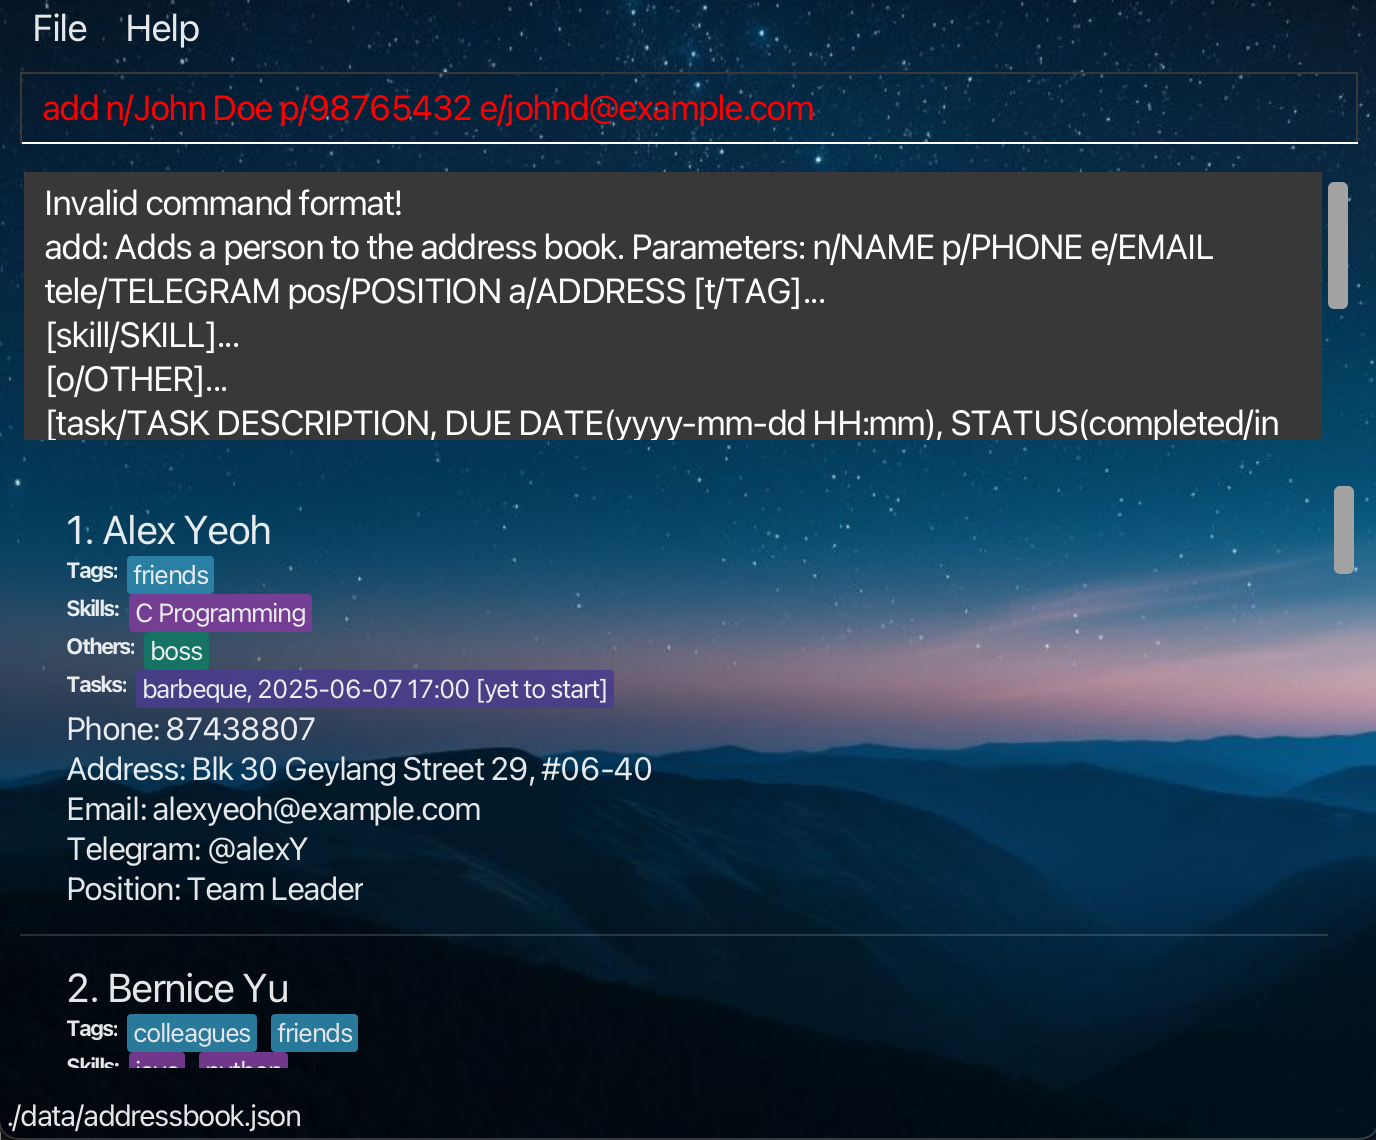 File Help
add n/John Doe p/98765432 e/johnd@example.com
Invalid command format!
add: Adds a person to the address book. Parameters: n/NAME p/PHONE e/EMAIL
tele/TELEGRAM pos/POSITION a/ADDRESS [t/TAG]...
[skill/SKILL]...
[o/OTHER]...
[task/TASK DESCRIPTION, DUE DATE(yyyy-mm-dd HH:mm), STATUS(completed/in
1. Alex Yeoh
Tags: friends
Skills: C Programming
Others: boss
Tasks: barbeque, 2025-06-07 17:00 [yet to start]
Phone: 87438807
Address: Blk 30 Geylang Street 29, #06-40
Email: alexyeoh@example.com
Telegram: @alexY
Position: Team Leader
2. Bernice Yu
Tags: colleagues friends
Skills: java python
./data/addressbook.json